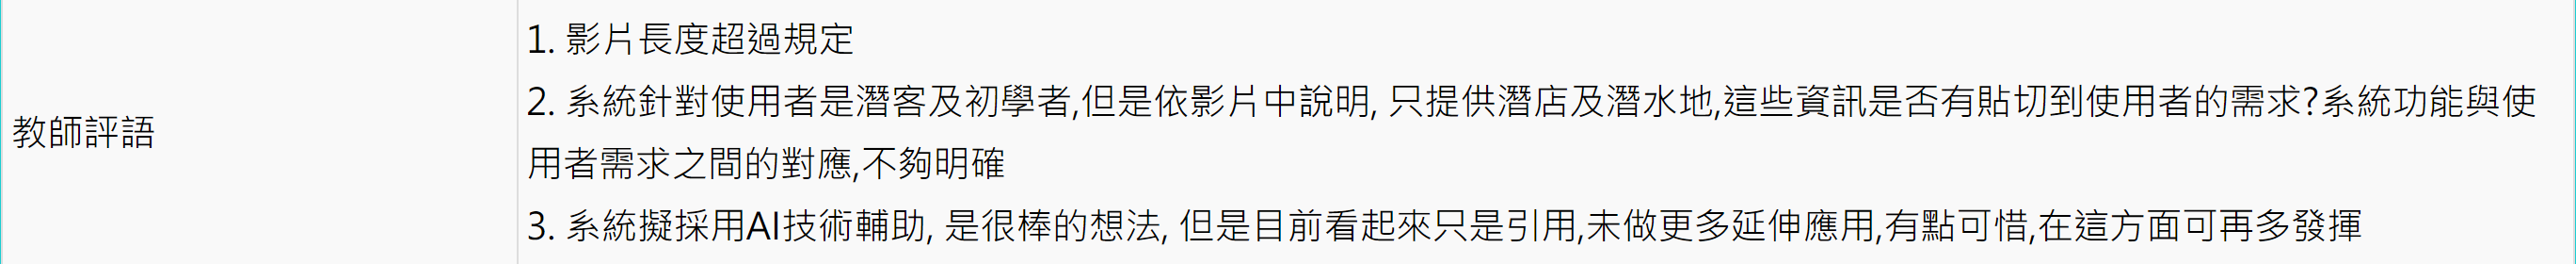 教師評語
1. 影片長度超過規定
2. 系統針對使用者是潛客及初學者,但是依影片中說明, 只提供潛店及潛水地,這些資訊是否有貼切到使用者的需求?系統功能與使
用者需求之間的對應,不夠明確
3. 系統擬採用AI技術輔助, 是很棒的想法, 但是目前看起來只是引用,未做更多延伸應用,有點可惜,在這方面可再多發揮